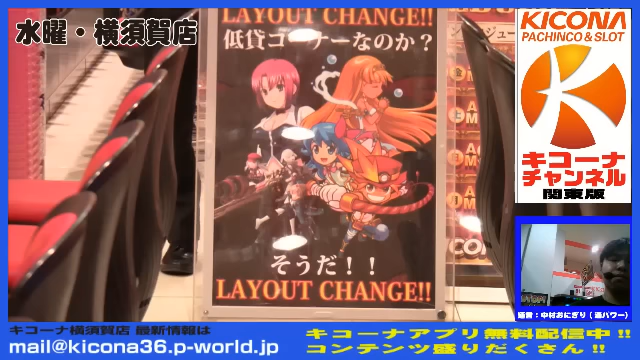 水曜・横須賀店
LAYOUT CHANGE!!
低貸コーナーなのか?
そうだ!!
LAYOUT CHANGE!!
KICONA
PACHINCO & SLOT
キコーナ
チャンネル
関東版
キコーナ横須賀店 最新情報は
mail@kicona36.p-world.jp
キコーナアプリ無料配信中!!
コンテンツ盛りだくさん!!